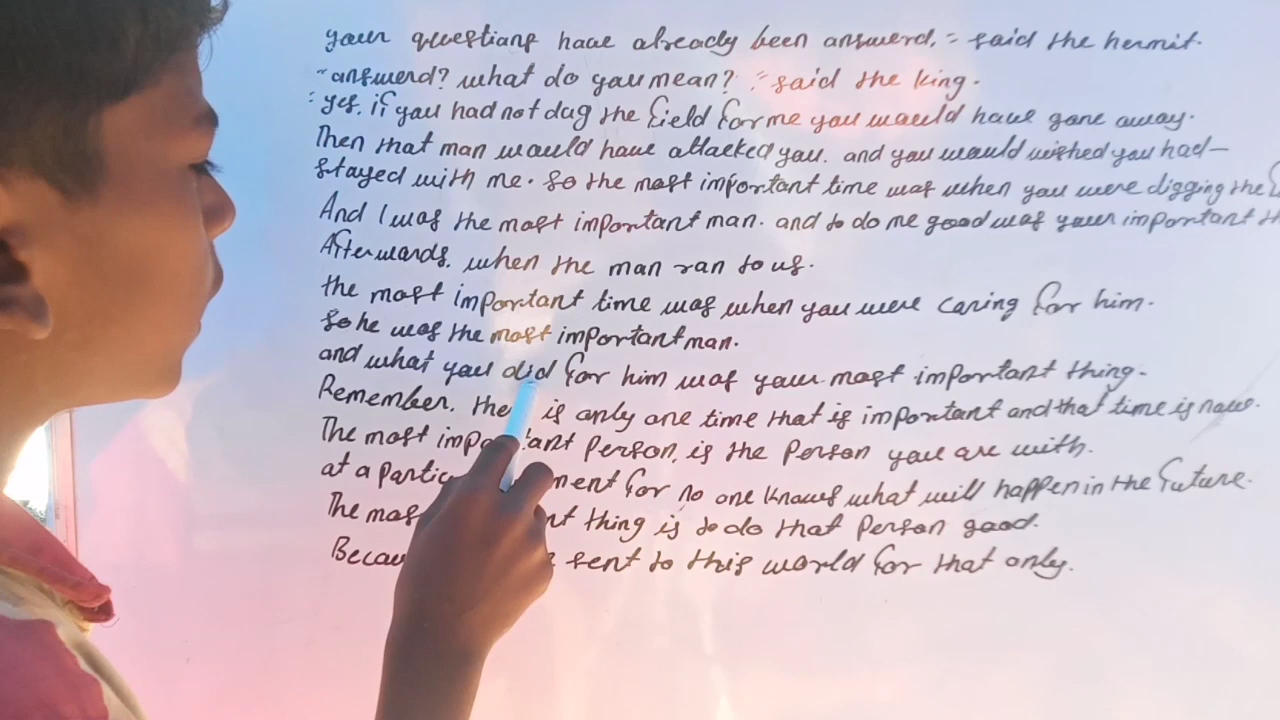 your questions have already been answerd." said the hermit.
"answerd? what do you mean?" said the king.
"yes. if you had not dug the field for me you would have gone away.
Then that man would have attacked you. and you would wished you had-
stayed with me. so the most important time was when you were digging the
And I was the most important man. and to do me good was your important
Afterwards. when the man ran to us.
the most important time was when you were caring for him.
so he was the most important man.
and what you did for him was your most important thing.
Remember. is only one time that is important and that time is now.
The most Person. is the Person you are with.
at a for no one knows what will happen in the future.
The thing is to do that Person good.
sent to this world for that only.